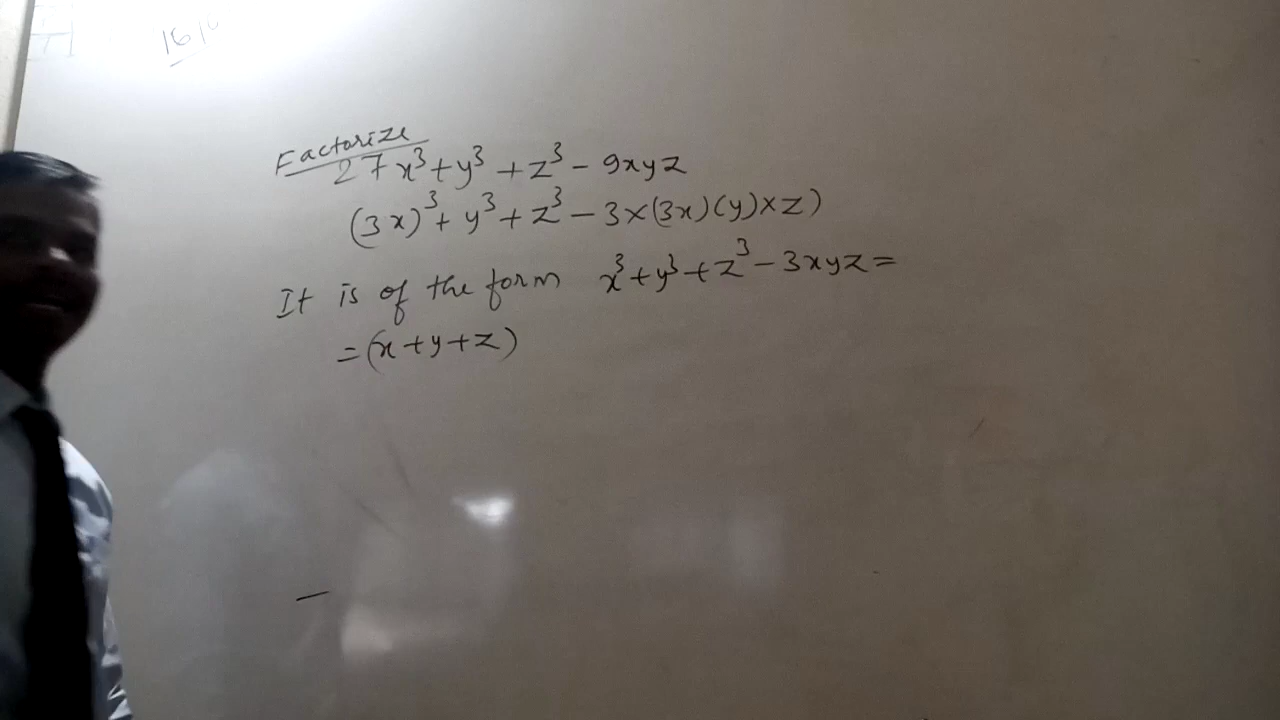 Factorize
27x³+y³+z³-9xyz
(3x)³+y³+z³-3×(3x)(y)×z)
It is of the form x³+y³+z³-3xyz=
=(x+y+z)